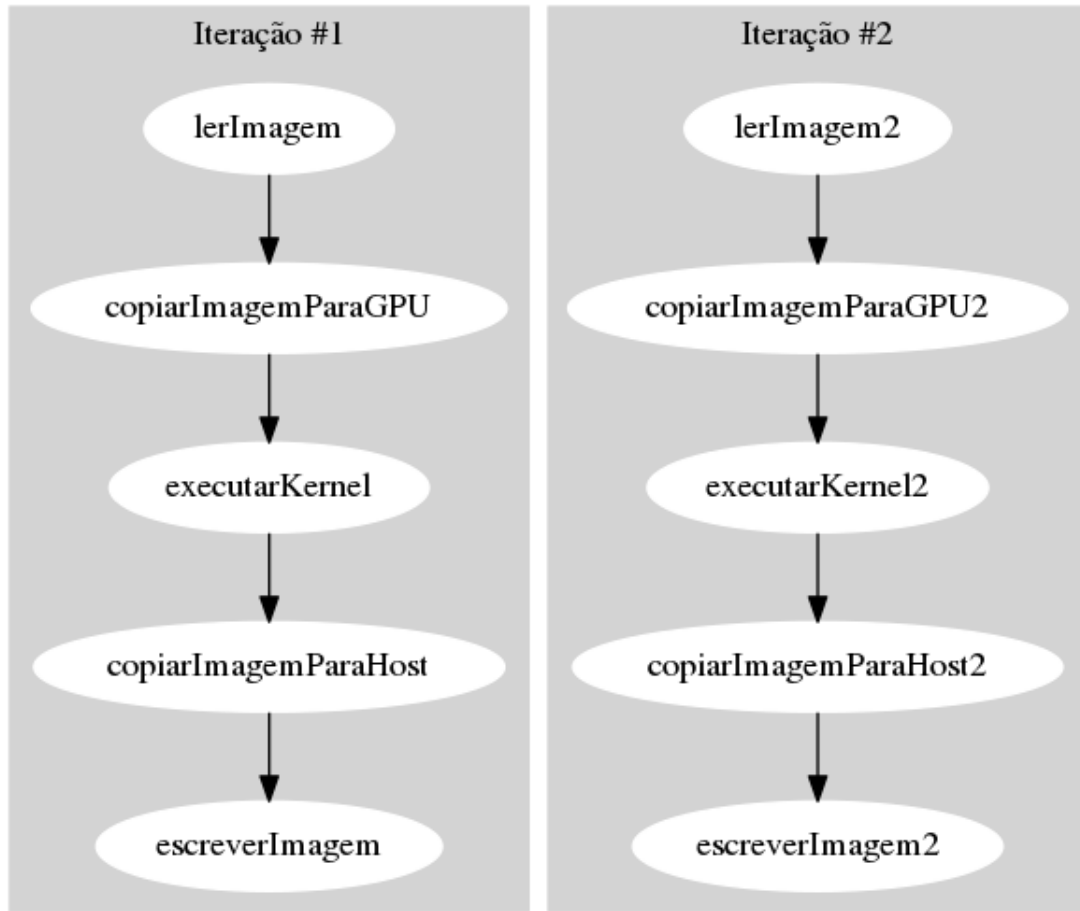 Iteração #1
lerImagem
copiarImagemParaGPU
executarKernel
copiarImagemParaHost
escreverImagem
Iteração #2
lerImagem2
copiarImagemParaGPU2
executarKernel2
copiarImagemParaHost2
escreverImagem2